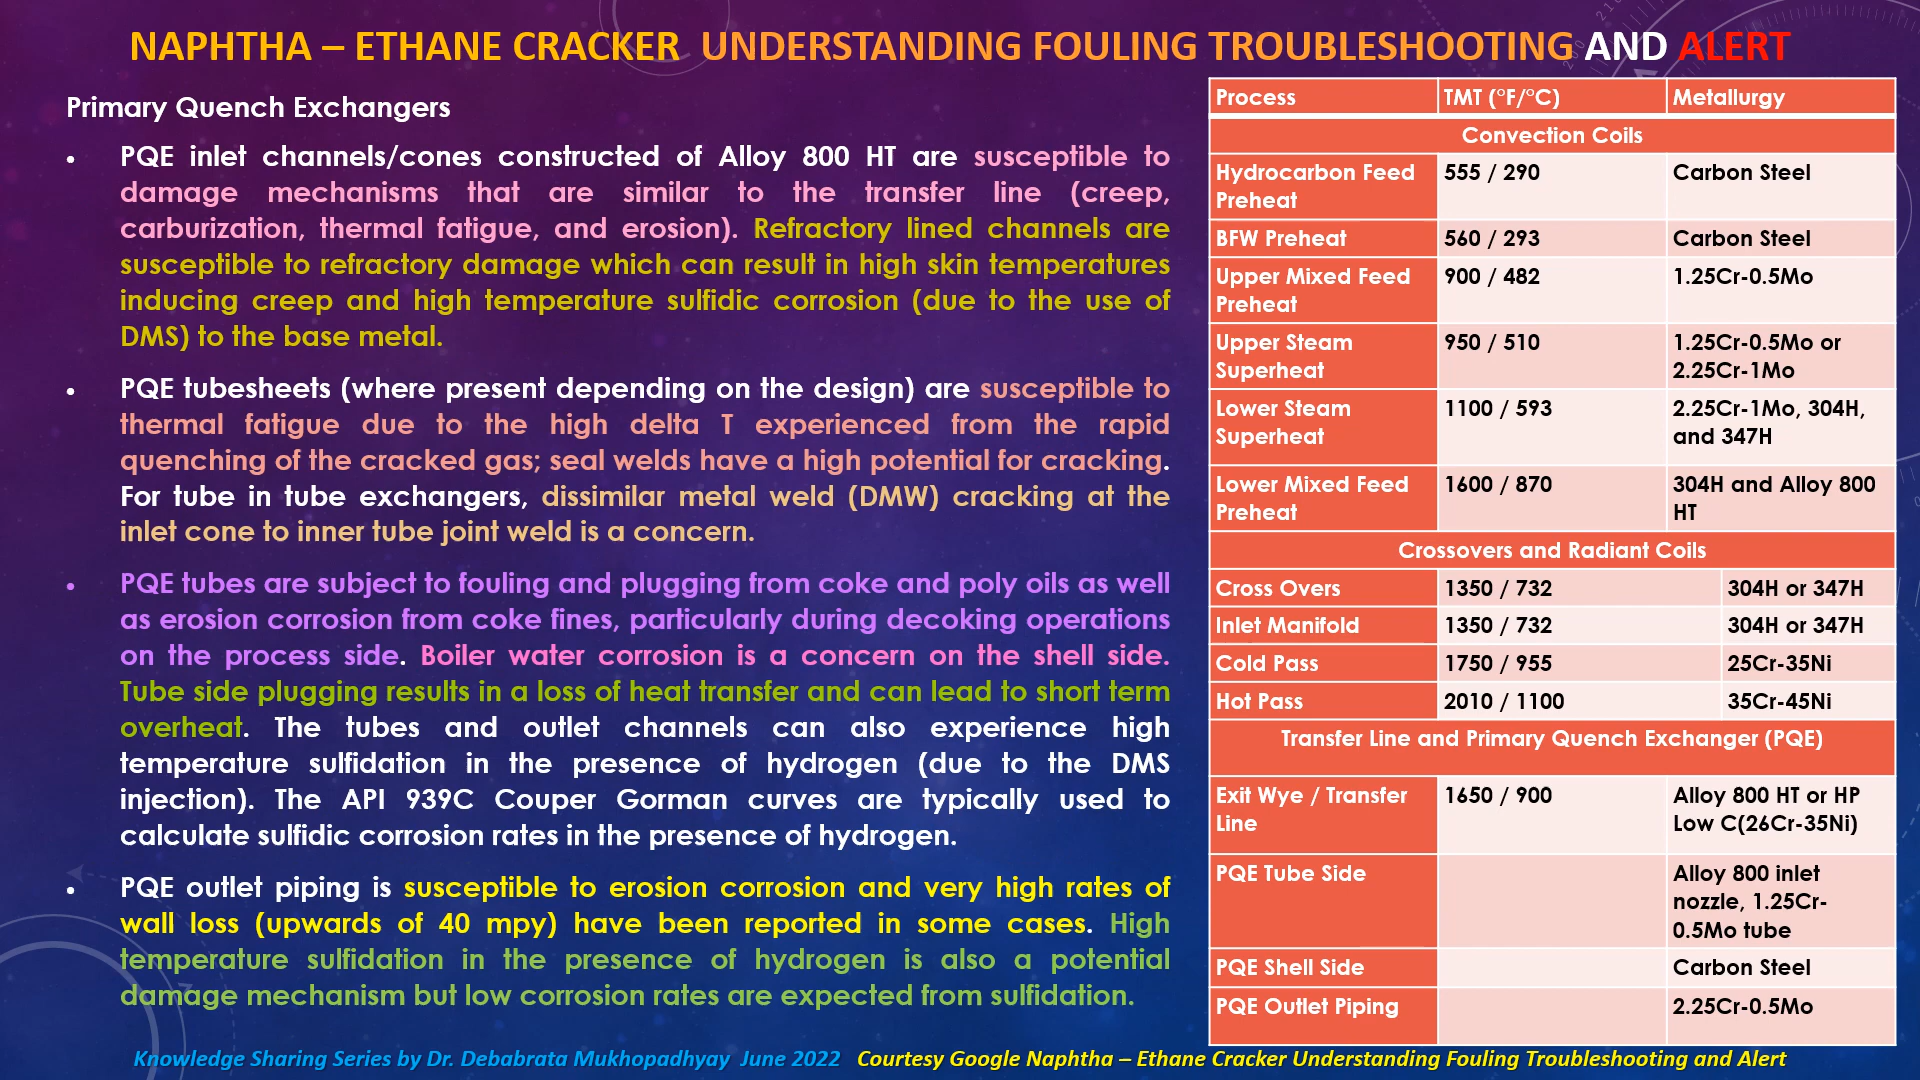 NAPHTHA – ETHANE CRACKER UNDERSTANDING FOULING TROUBLESHOOTING AND ALERT
Primary Quench Exchangers
• PQE inlet channels/cones constructed of Alloy 800 HT are susceptible to
damage mechanisms that are similar to the transfer line (creep,
carburization, thermal fatigue, and erosion). Refractory lined channels are
susceptible to refractory damage which can result in high skin temperatures
inducing creep and high temperature sulfidic corrosion (due to the use of
DMS) to the base metal.
• PQE tubesheets (where present depending on the design) are susceptible to
thermal fatigue due to the high delta T experienced from the rapid
quenching of the cracked gas; seal welds have a high potential for cracking.
For tube in tube exchangers, dissimilar metal weld (DMW) cracking at the
inlet cone to inner tube joint weld is a concern.
• PQE tubes are subject to fouling and plugging from coke and poly oils as well
as erosion corrosion from coke fines, particularly during decoking operations
on the process side. Boiler water corrosion is a concern on the shell side.
Tube side plugging results in a loss of heat transfer and can lead to short term
overheat. The tubes and outlet channels can also experience high
temperature sulfidation in the presence of hydrogen (due to the DMS
injection). The API 939C Couper Gorman curves are typically used to
calculate sulfidic corrosion rates in the presence of hydrogen.
• PQE outlet piping is susceptible to erosion corrosion and very high rates of
wall loss (upwards of 40 mpy) have been reported in some cases. High
temperature sulfidation in the presence of hydrogen is also a potential
damage mechanism but low corrosion rates are expected from sulfidation.
Process TMT (°F/°C) Metallurgy
Convection Coils
Hydrocarbon Feed 555 / 290 Carbon Steel
Preheat
BFW Preheat 560 / 293 Carbon Steel
Upper Mixed Feed 900 / 482 1.25Cr-0.5Mo
Preheat
Upper Steam 950 / 510 1.25Cr-0.5Mo or
Superheat 2.25Cr-1Mo
Lower Steam 1100 / 593 2.25Cr-1Mo, 304H,
Superheat and 347H
Lower Mixed Feed 1600 / 870 304H and Alloy 800
Preheat HT
Crossovers and Radiant Coils
Cross Overs 1350 / 732 304H or 347H
Inlet Manifold 1350 / 732 304H or 347H
Cold Pass 1750 / 955 25Cr-35Ni
Hot Pass 2010 / 1100 35Cr-45Ni
Transfer Line and Primary Quench Exchanger (PQE)
Exit Wye / Transfer 1650 / 900 Alloy 800 HT or HP
Line Low C(26Cr-35Ni)
PQE Tube Side Alloy 800 inlet
nozzle, 1.25Cr-
0.5Mo tube
PQE Shell Side Carbon Steel
PQE Outlet Piping 2.25Cr-0.5Mo
Knowledge Sharing Series by Dr. Debabrata Mukhopadhyay June 2022 Courtesy Google Naphtha – Ethane Cracker Understanding Fouling Troubleshooting and Alert